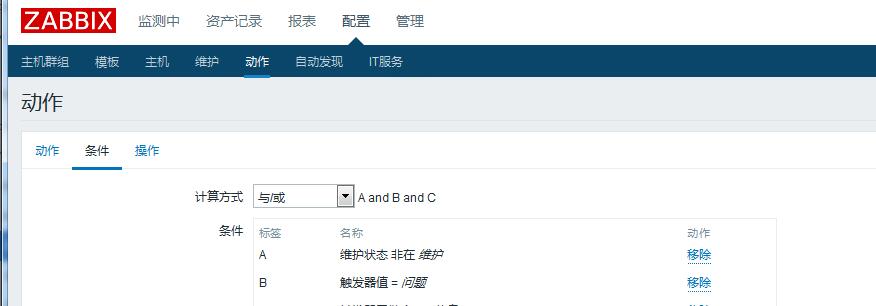 ZABBIX 监测中 资产记录 报表 配置 管理
主机群组 模板 主机 维护 动作 自动发现 IT服务
动作
动作 条件 操作
计算方式 与/或 A and B and C
条件 标签 名称 动作
A 维护状态 非在 维护 移除
B 触发器值 = 问题 移除